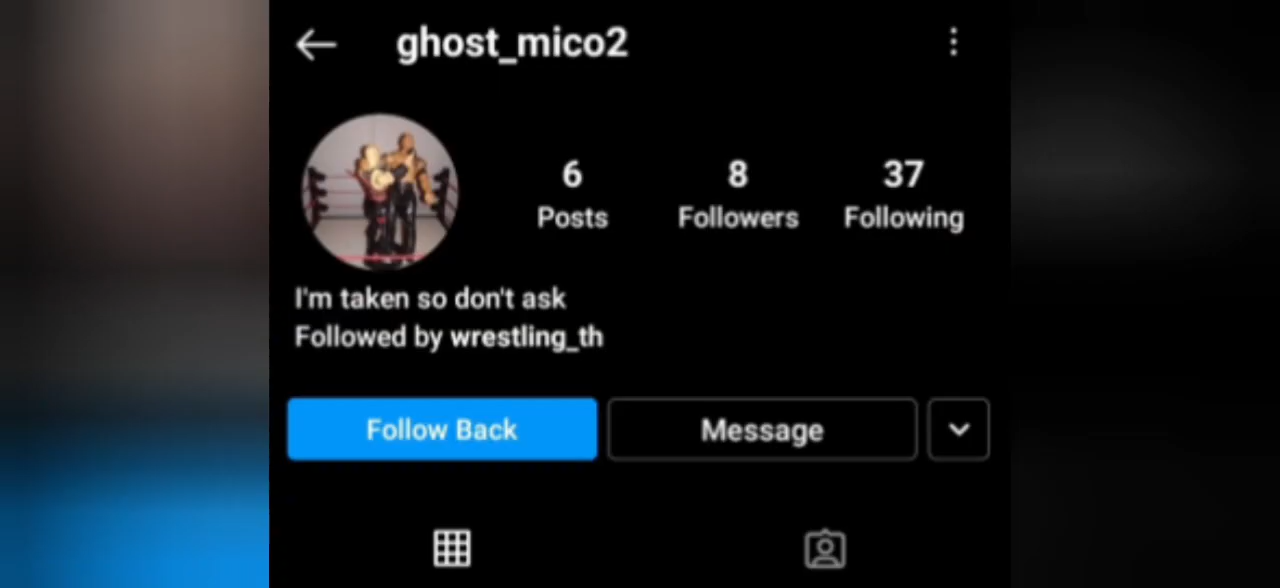 ghost_mico2
6 8 37
Posts Followers Following
I'm taken so don't ask
Followed by wrestling_th
Follow Back Message